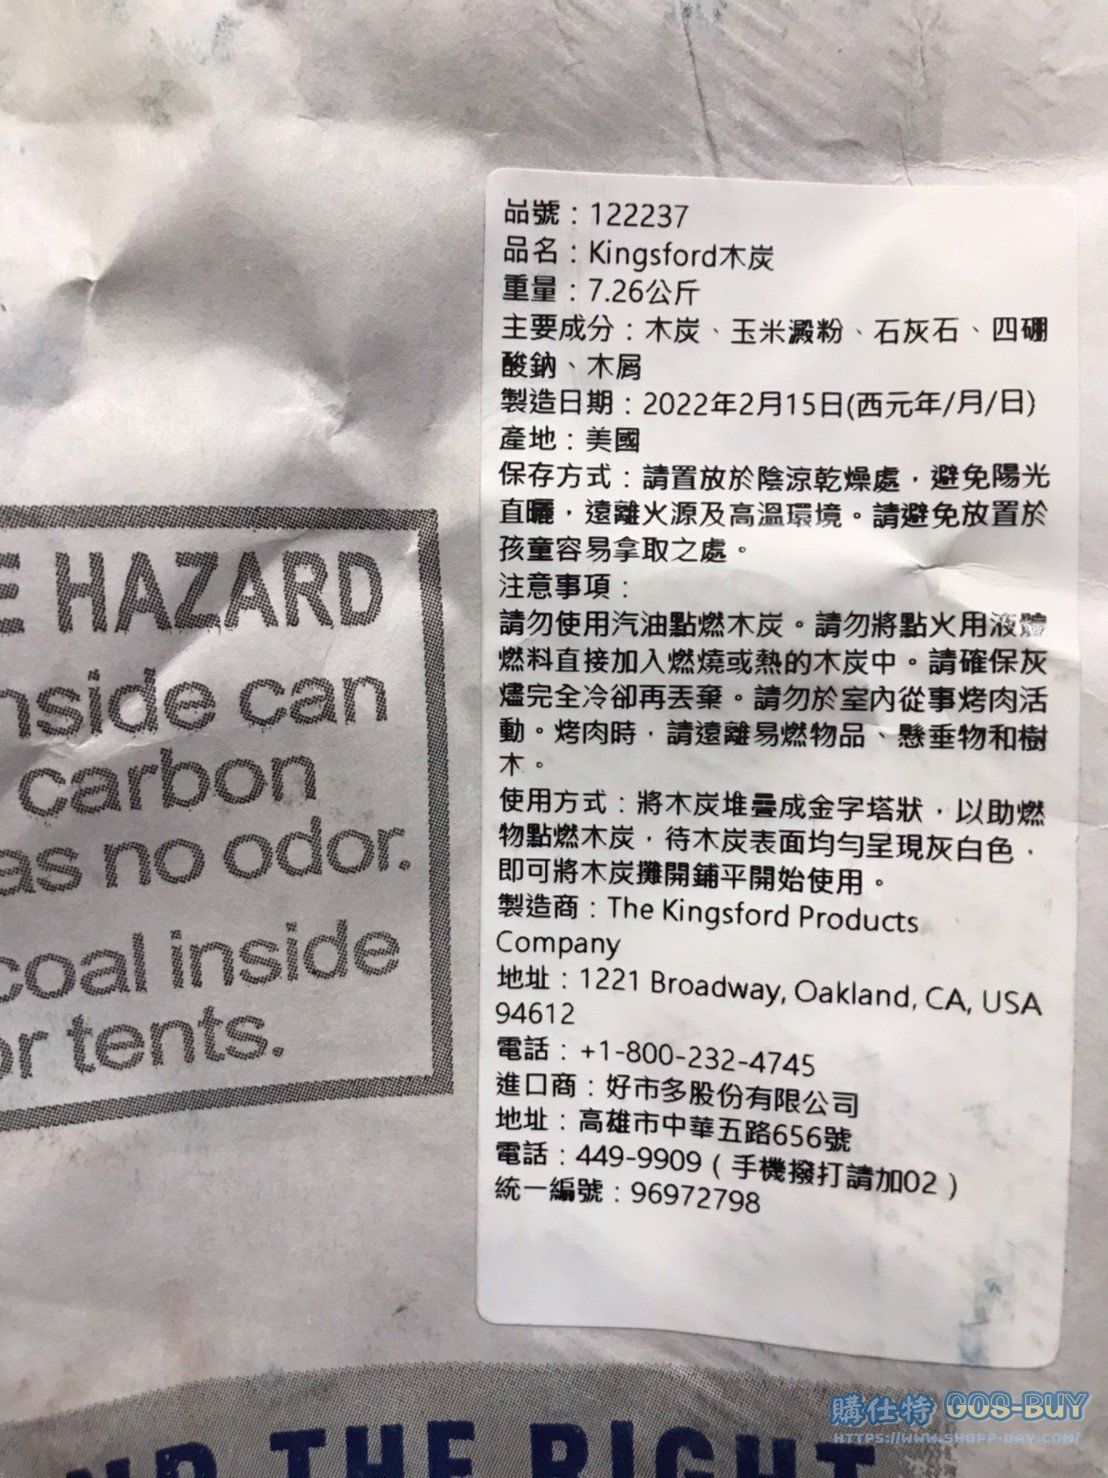 品號：122237
品名：Kingsford木炭
重量：7.26公斤
主要成分：木炭、玉米澱粉、石灰石、四硼
酸鈉、木屑
製造日期：2022年2月15日(西元年/月/日)
產地：美國
保存方式：請置放於陰涼乾燥處，避免陽光
直曬，遠離火源及高溫環境。請避免放置於
孩童容易拿取之處。
注意事項：
請勿使用汽油點燃木炭。請勿將點火用液體
燃料直接加入燃燒或熱的木炭中。請確保灰
燼完全冷卻再丟棄。請勿於室內從事烤肉活
動。烤肉時，請遠離易燃物品、懸垂物和樹
木。
使用方式：將木炭堆疊成金字塔狀，以助燃
物點燃木炭，待木炭表面均勻呈現灰白色，
即可將木炭攤開鋪平開始使用。
製造商：The Kingsford Products
Company
地址：1221 Broadway, Oakland, CA, USA
94612
電話：+1-800-232-4745
進口商：好市多股份有限公司
地址：高雄市中華五路656號
電話：449-9909（手機撥打請加02）
統一編號：96972798
E HAZARD
nside can
carbon
as no odor.
coal inside
or tents.
THE RIGHT
購仕特 GOS-BUY
HTTPS://WWW.SHOPP-DAY.COM/